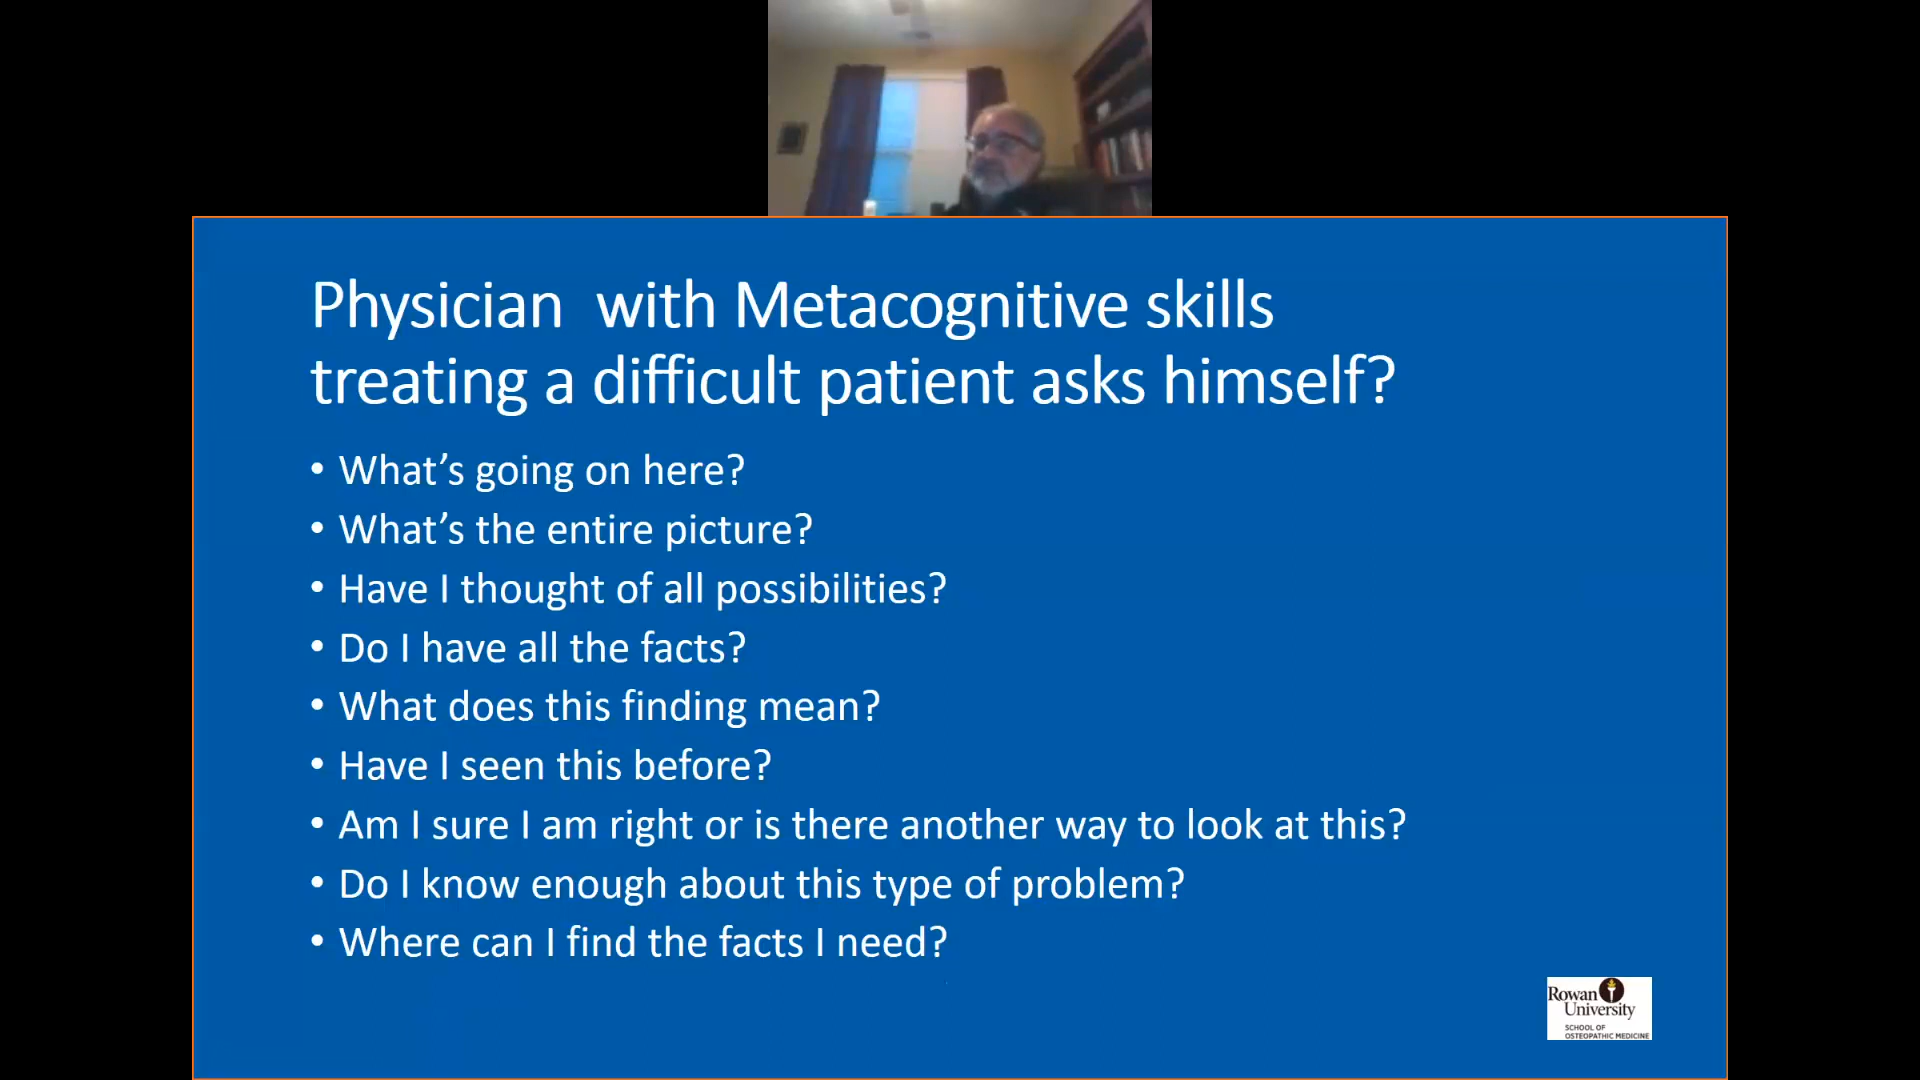 Physician  with Metacognitive skills
treating a difficult patient asks himself?
• What’s going on here?
• What’s the entire picture?
• Have I thought of all possibilities?
• Do I have all the facts?
• What does this finding mean?
• Have I seen this before?
• Am I sure I am right or is there another way to look at this?
• Do I know enough about this type of problem?
• Where can I find the facts I need?
Rowan
University
SCHOOL OF
OSTEOPATHIC MEDICINE